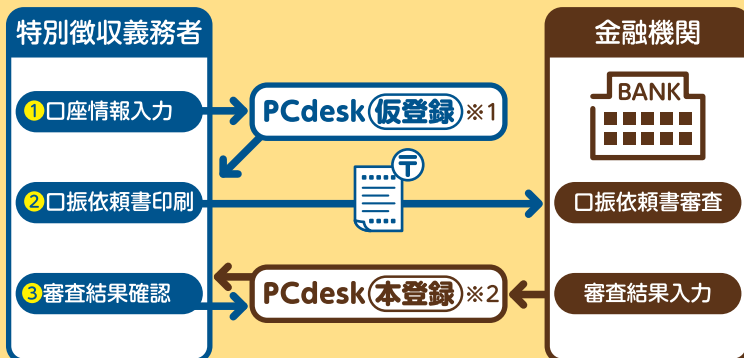 特別徴収義務者
金融機関
BANK
❶口座情報入力
PCdesk 仮登録 ※1
〒
❷口振依頼書印刷
口振依頼書審査
❸審査結果確認
PCdesk 本登録 ※2
審査結果入力